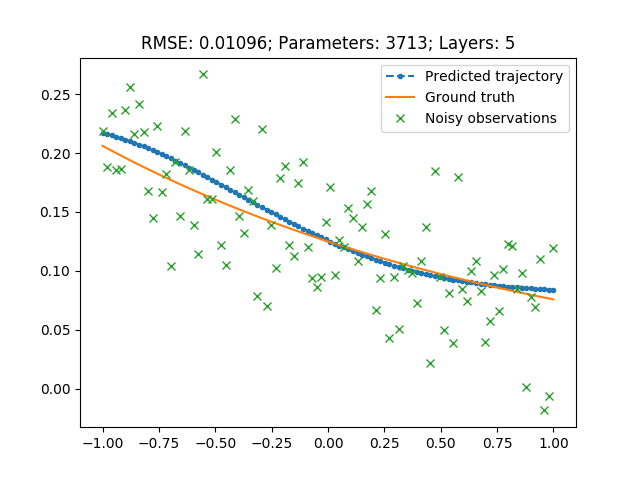 RMSE: 0.01096; Parameters: 3713; Layers: 5
Predicted trajectory
Ground truth
Noisy observations
0.25
0.20
0.15
0.10
0.05
0.00
−1.00 −0.75 −0.50 −0.25 0.00 0.25 0.50 0.75 1.00